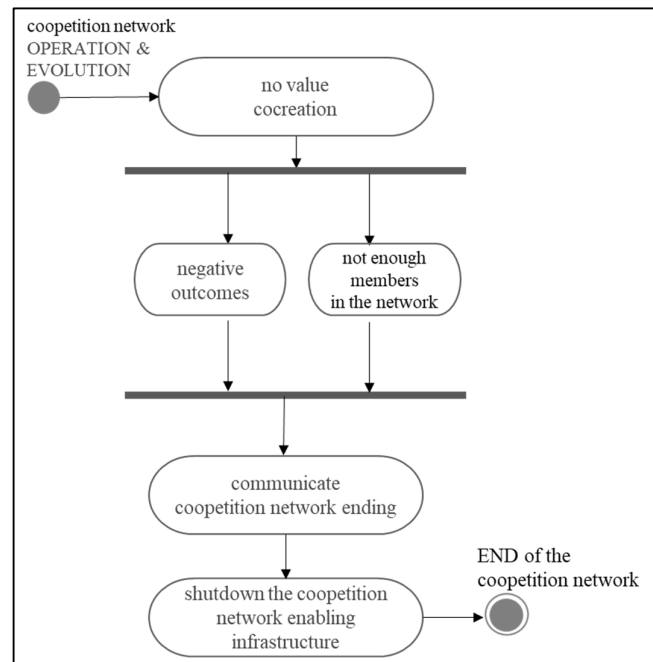 coopetition network
OPERATION &
EVOLUTION
no value
cocreation
negative
outcomes
not enough
members
in the network
communicate
coopetition network ending
shutdown the coopetition
network enabling
infrastructure
END of the
coopetition network